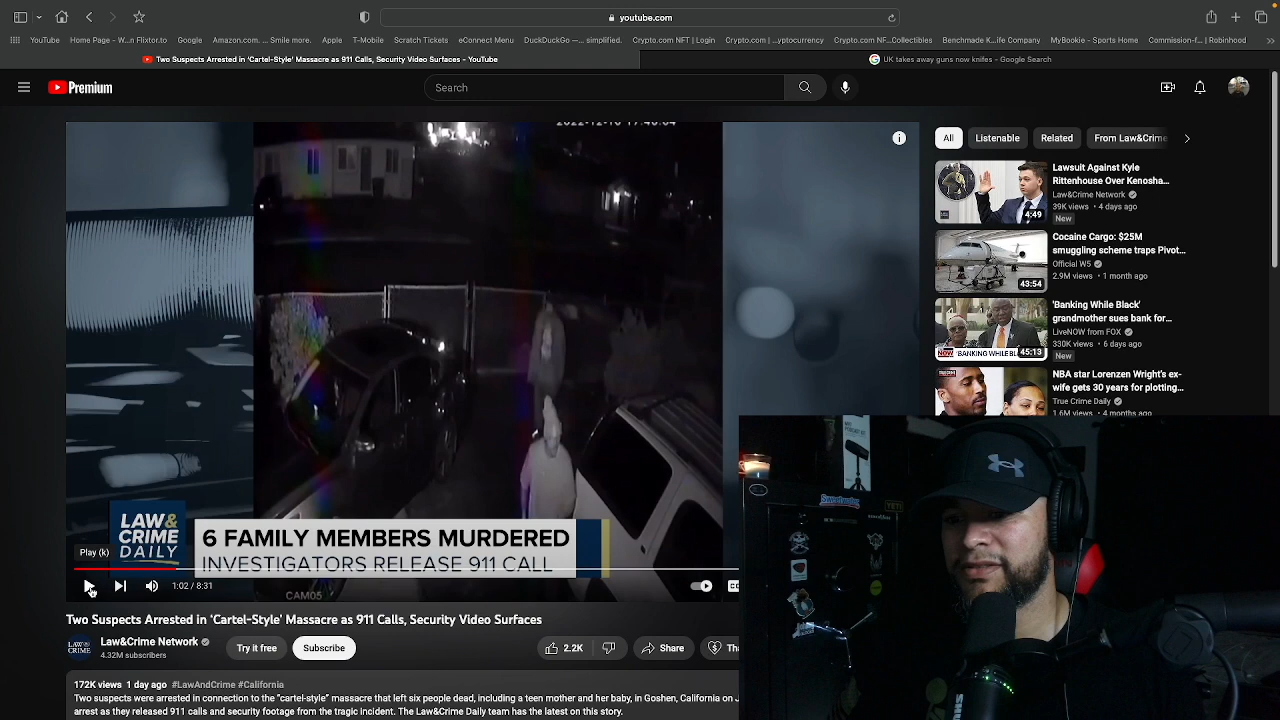 youtube.com
YouTube
Home Page - W...n Flixtor.to
Google
Amazon.com. ... Smile more.
Apple
T-Mobile
Scratch Tickets
eConnect Menu
DuckDuckGo —... simplified.
Crypto.com NFT | Login
Crypto.com | ...yptocurrency
Crypto.com NF...Collectibles
Benchmade K...ife Company
MyBookie - Sports Home
Commission-f... | Robinhood
Two Suspects Arrested in 'Cartel-Style' Massacre as 911 Calls, Security Video Surfaces - YouTube
UK takes away guns now knifes - Google Search
Premium
Search
All
Listenable
Related
From Law&Crime
Lawsuit Against Kyle
Rittenhouse Over Kenosha...
Law&Crime Network
39K views • 4 days ago
New
4:49
Cocaine Cargo: $25M
smuggling scheme traps Pivot...
Official W5
2.9M views • 1 month ago
43:54
'Banking While Black'
grandmother sues bank for...
LiveNOW from FOX
330K views • 6 days ago
New
NOW
'BANKING WHILE BL
45:13
NBA star Lorenzen Wright's ex-
wife gets 30 years for plotting...
True Crime Daily
1.6M views • 4 months ago
LAW&
CRIME
DAILY
6 FAMILY MEMBERS MURDERED
INVESTIGATORS RELEASE 911 CALL
Play (k)
1:02 / 8:31
CAM05
Sweetwater
YETI
Two Suspects Arrested in 'Cartel-Style' Massacre as 911 Calls, Security Video Surfaces
LAW&
CRIME
Law&Crime Network
4.32M subscribers
Try it free
Subscribe
2.2K
Share
Tha
172K views 1 day ago #LawAndCrime #California
Two suspects were arrested in connection to the "cartel-style" massacre that left six people dead, including a teen mother and her baby, in Goshen, California on J
arrest as they released 911 calls and security footage from the tragic incident. The Law&Crime Daily team has the latest on this story.